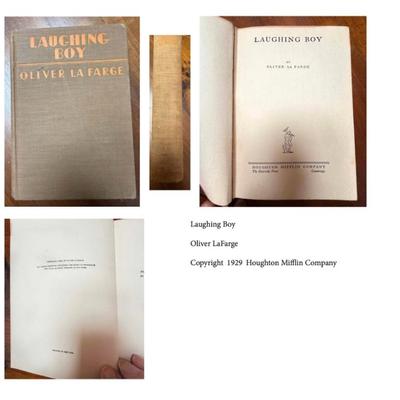 LAUGHING
BOY
OLIVER LA FARGE
LAUGHING BOY
BY
OLIVER LA FARGE
HOUGHTON MIFFLIN COMPANY
The Riverside Press Cambridge
Laughing Boy
Oliver LaFarge
Copyright 1929 Houghton Mifflin Company